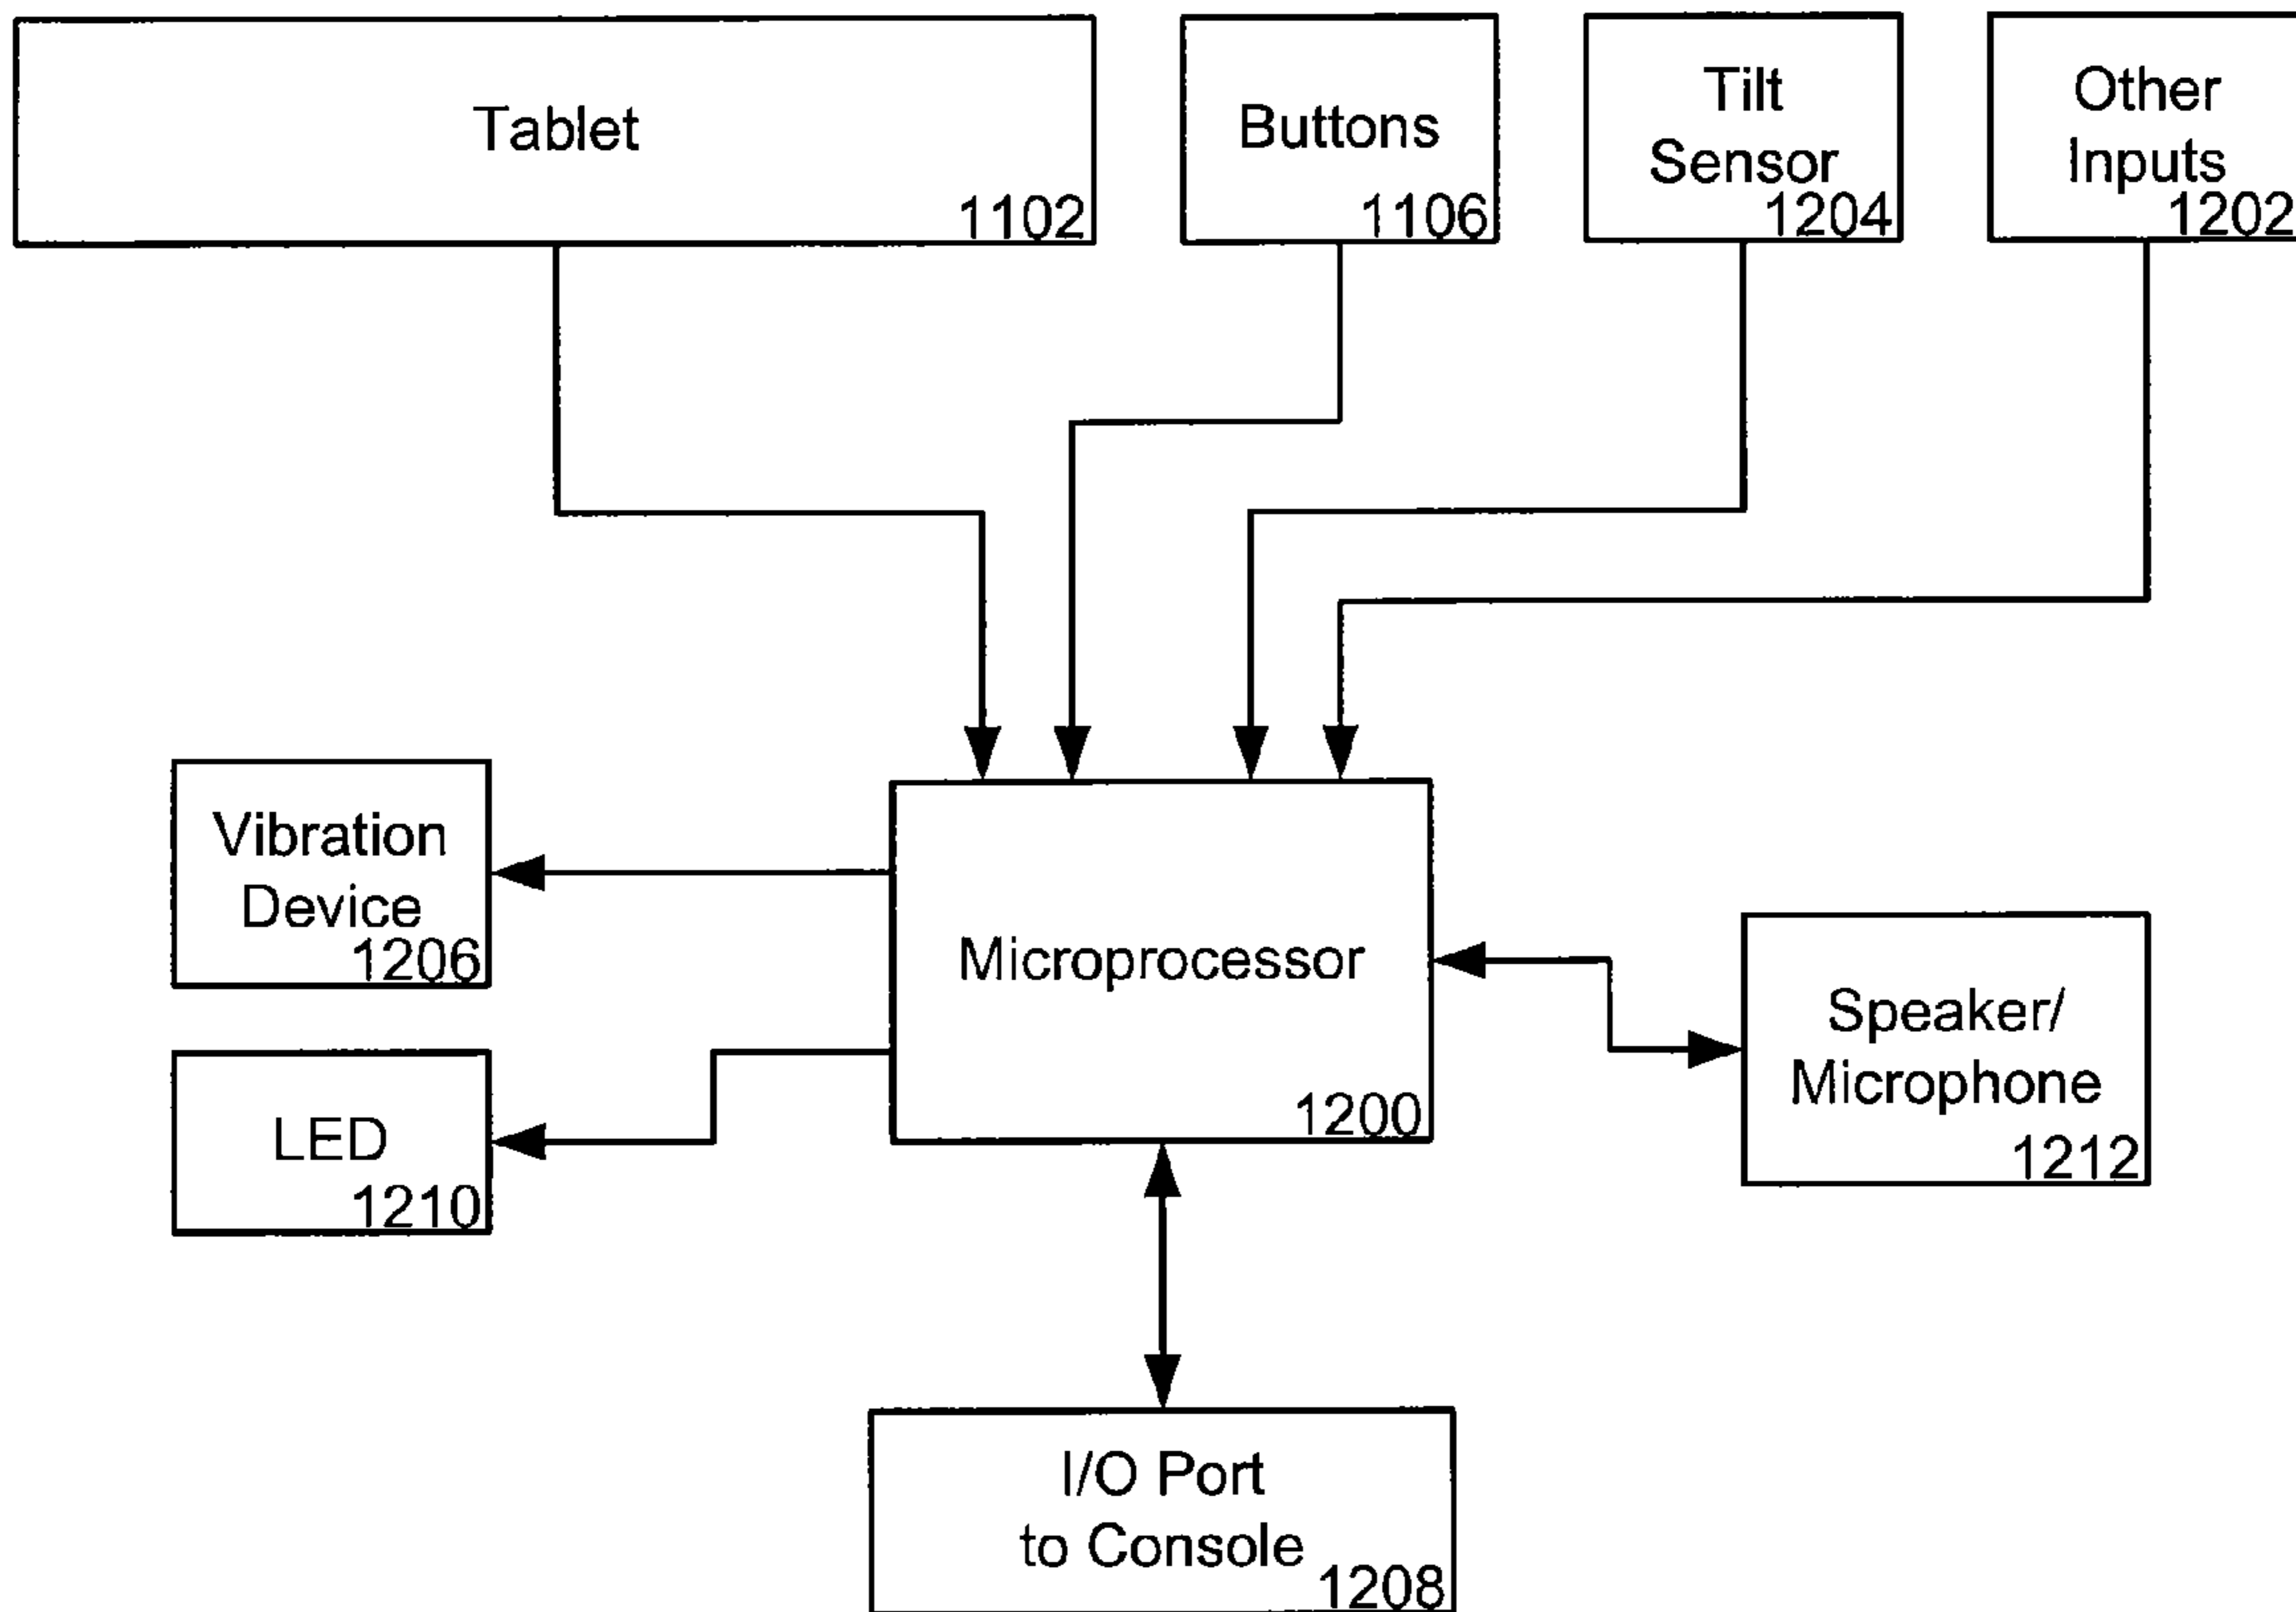 Tablet
1102
Buttons
1106
Tilt
Sensor
1204
Other
Inputs
1202
Vibration
Device
1206
Microprocessor
1200
Speaker/
Microphone
1212
LED
1210
I/O Port
to Console
1208